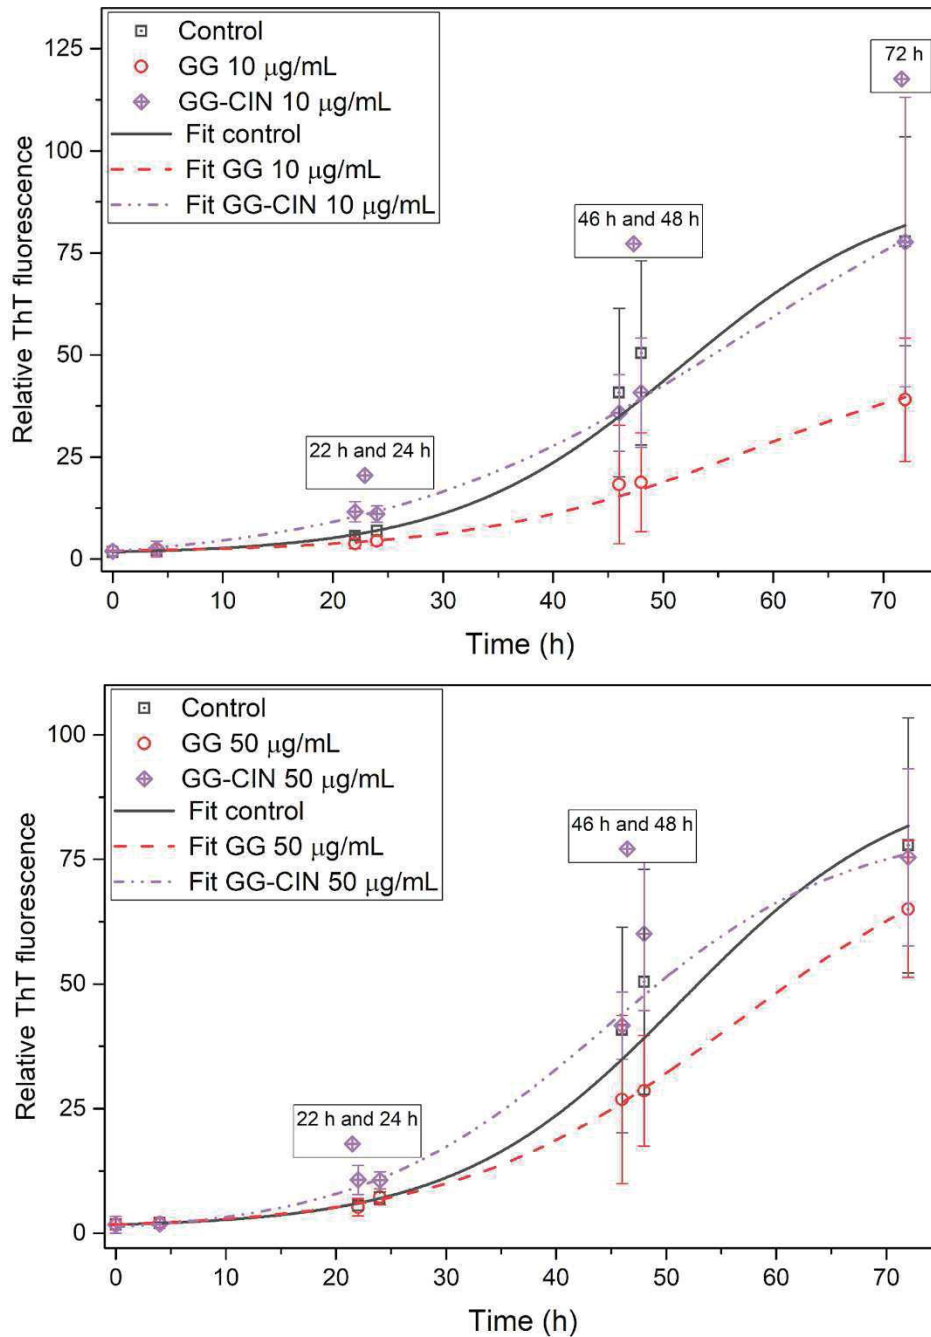 125
100
75
50
25
0
Relative ThT fluorescence
Control
GG 10 μg/mL
GG-CIN 10 μg/mL
Fit control
Fit GG 10 μg/mL
Fit GG-CIN 10 μg/mL
72 h
46 h and 48 h
22 h and 24 h
0 10 20 30 40 50 60 70
Time (h)
100
75
50
25
0
Relative ThT fluorescence
Control
GG 50 μg/mL
GG-CIN 50 μg/mL
Fit control
Fit GG 50 μg/mL
Fit GG-CIN 50 μg/mL
46 h and 48 h
22 h and 24 h
0 10 20 30 40 50 60 70
Time (h)